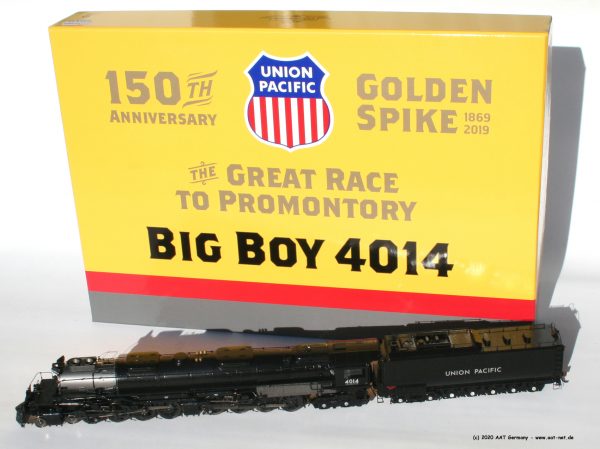 150TH
ANNIVERSARY
UNION
PACIFIC
GOLDEN
SPIKE 1869
2019
THE GREAT RACE
TO PROMONTORY
BIG BOY 4014
4014
UNION PACIFIC
(c) 2020 AAT Germany - www.aat-net.de